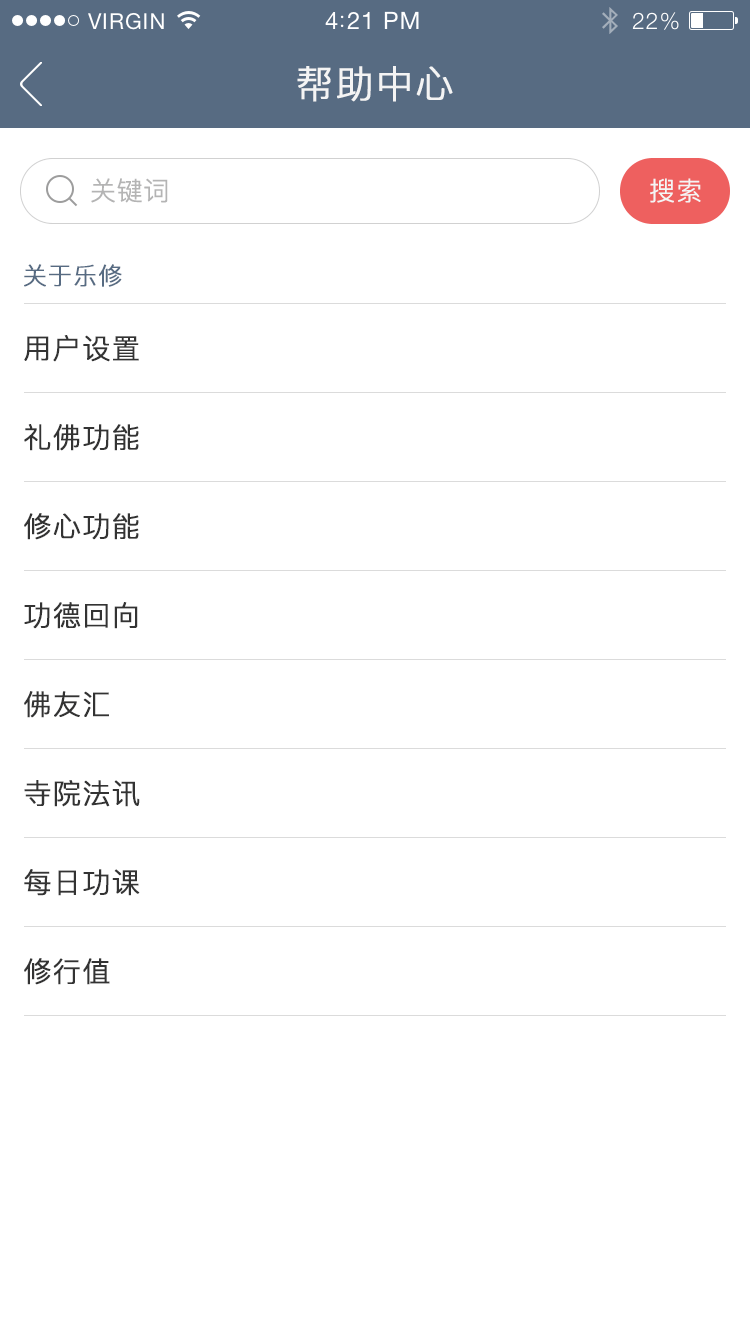 VIRGIN 4:21 PM 22%
帮助中心
关键词 搜索
关于乐修
用户设置
礼佛功能
修心功能
功德回向
佛友汇
寺院法讯
每日功课
修行值